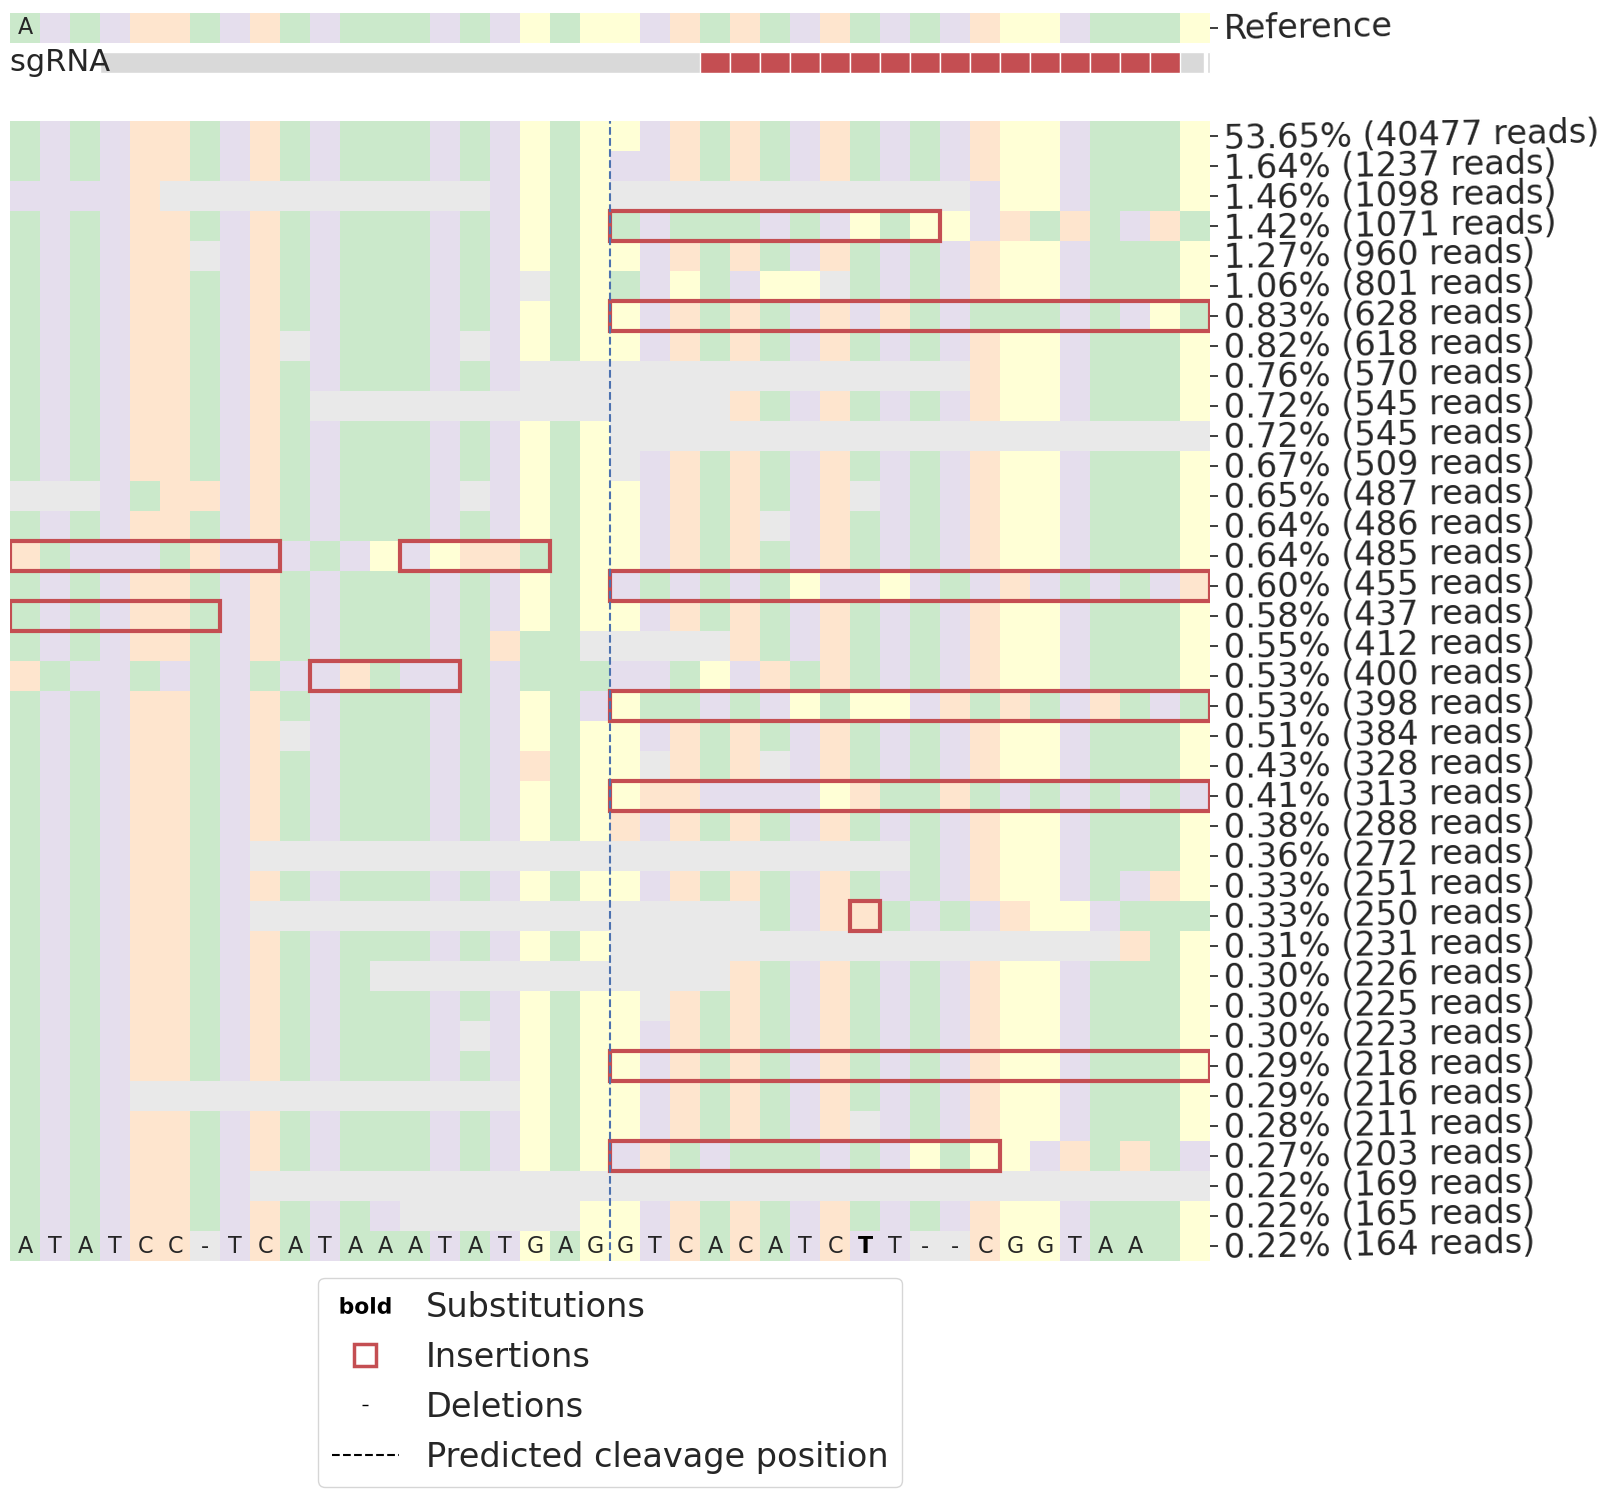 A Reference
sgRNA
53.65% (40477 reads)
1.64% (1237 reads)
1.46% (1098 reads)
1.42% (1071 reads)
1.27% (960 reads)
1.06% (801 reads)
0.83% (628 reads)
0.82% (618 reads)
0.76% (570 reads)
0.72% (545 reads)
0.72% (545 reads)
0.67% (509 reads)
0.65% (487 reads)
0.64% (486 reads)
0.64% (485 reads)
0.60% (455 reads)
0.58% (437 reads)
0.55% (412 reads)
0.53% (400 reads)
0.53% (398 reads)
0.51% (384 reads)
0.43% (328 reads)
0.41% (313 reads)
0.38% (288 reads)
0.36% (272 reads)
0.33% (251 reads)
0.33% (250 reads)
0.31% (231 reads)
0.30% (226 reads)
0.30% (225 reads)
0.30% (223 reads)
0.29% (218 reads)
0.29% (216 reads)
0.28% (211 reads)
0.27% (203 reads)
0.22% (169 reads)
0.22% (165 reads)
A T A T C C - T C A T A A A T A T G A G G T C A C A T C T T - - C G G T A A 0.22% (164 reads)
bold Substitutions
Insertions
- Deletions
Predicted cleavage position